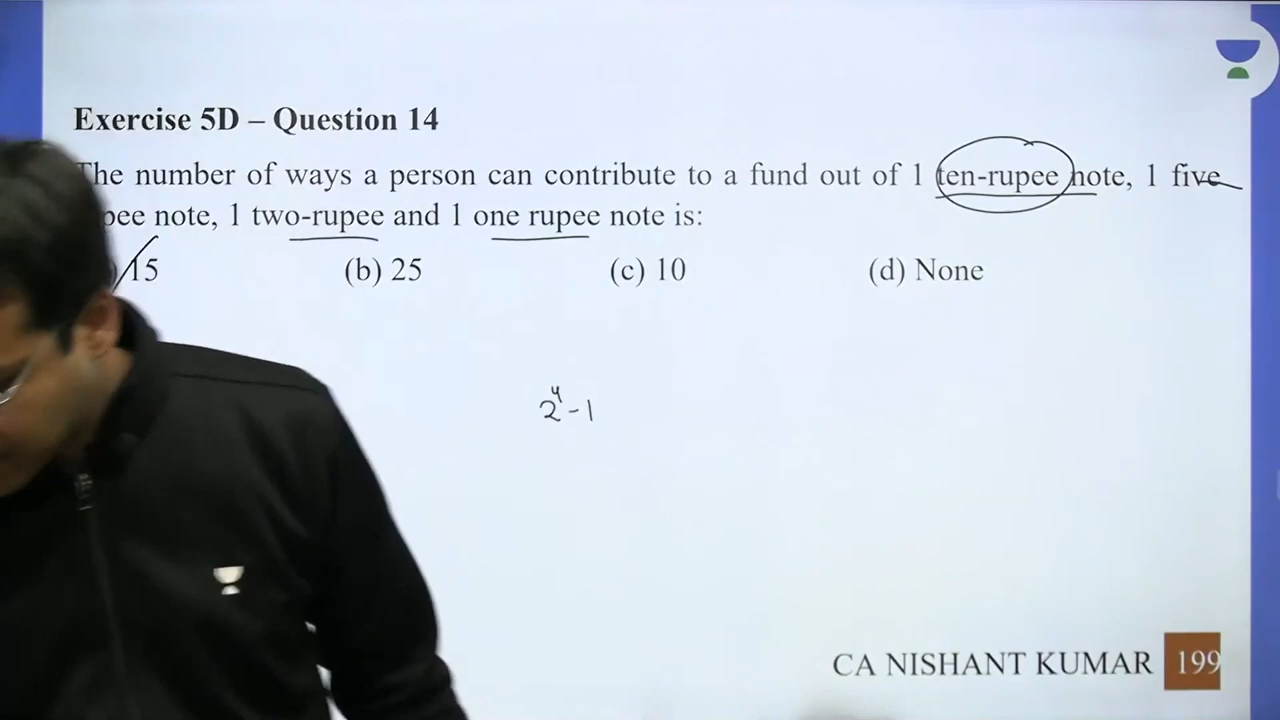 Exercise 5D – Question 14
The number of ways a person can contribute to a fund out of 1 ten-rupee note, 1 five
note, 1 two-rupee and 1 one rupee note is:
15 (b) 25 (c) 10 (d) None
2⁴-1
CA NISHANT KUMAR 199